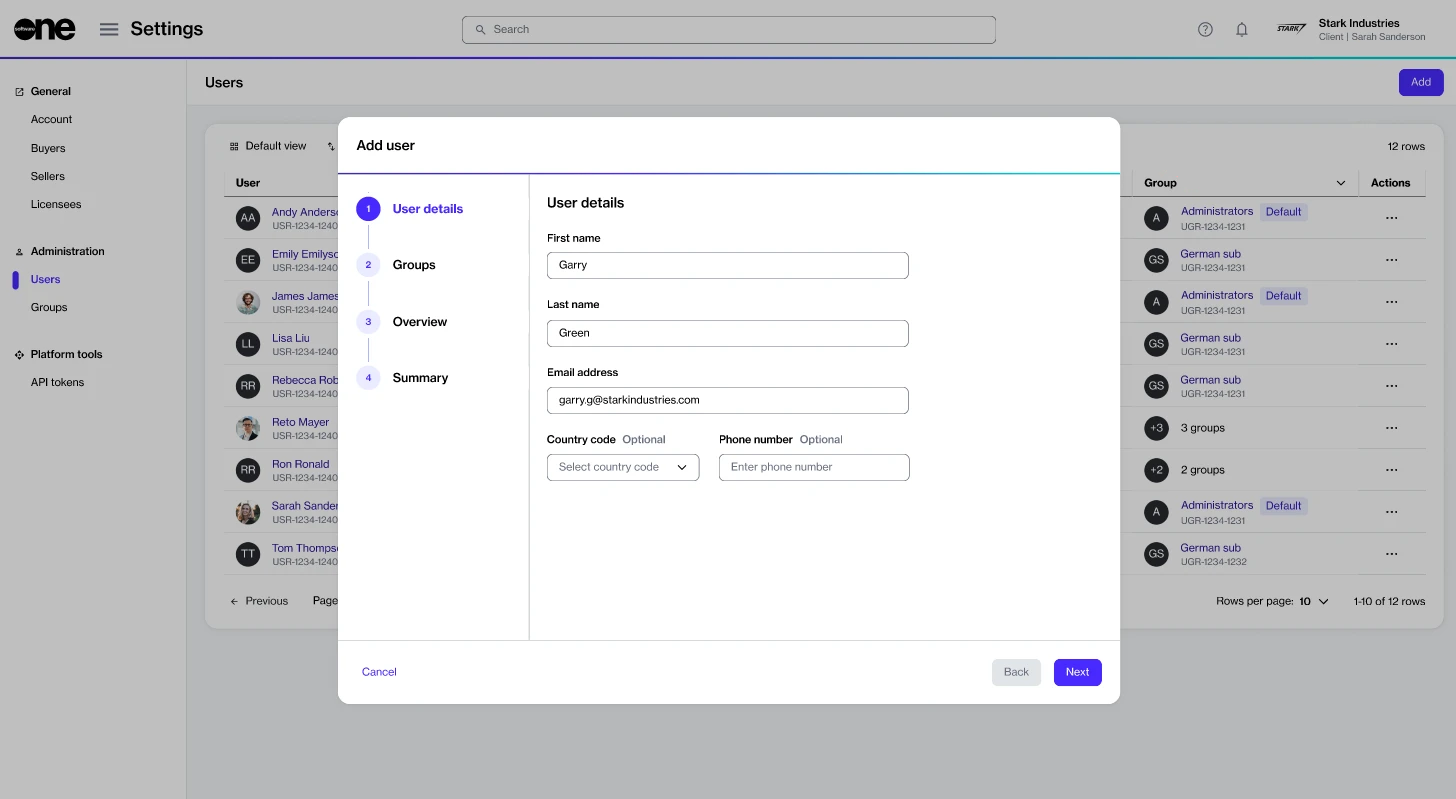 software one
Settings
Search
STARK
Stark Industries
Client | Sarah Sanderson
General
Account
Buyers
Sellers
Licensees
Administration
Users
Groups
Platform tools
API tokens
Users
Add
Default view
12 rows
User
Group
Actions
AA
Andy Anderso
USR-1234-1240
A
Administrators Default
UGR-1234-1231
EE
Emily Emilyso
USR-1234-1240
GS
German sub
UGR-1234-1231
James James
USR-1234-1240
A
Administrators Default
UGR-1234-1231
LL
Lisa Liu
USR-1234-1240
GS
German sub
UGR-1234-1231
RR
Rebecca Rob
USR-1234-1240
GS
German sub
UGR-1234-1231
Reto Mayer
USR-1234-1240
+3
3 groups
RR
Ron Ronald
USR-1234-1240
+2
2 groups
Sarah Sander
USR-1234-1240
A
Administrators Default
UGR-1234-1231
TT
Tom Thomps
USR-1234-1240
GS
German sub
UGR-1234-1232
Previous
Page
Rows per page: 10
1-10 of 12 rows
Add user
1 User details
2 Groups
3 Overview
4 Summary
User details
First name
Garry
Last name
Green
Email address
garry.g@starkindustries.com
Country code Optional Phone number Optional
Select country code Enter phone number
Cancel
Back
Next